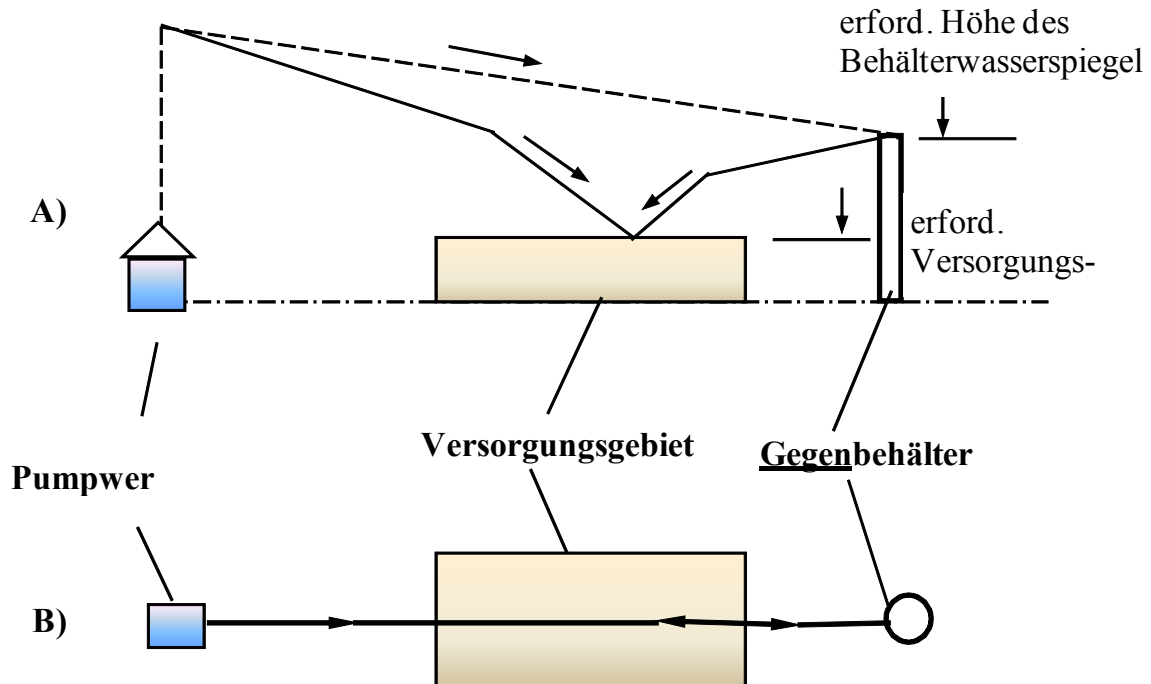 erford. Höhe des
Behälterwasserspiegel
A)
erford.
Versorgungs-
Versorgungsgebiet
Gegenbehälter
Pumpwer
B)